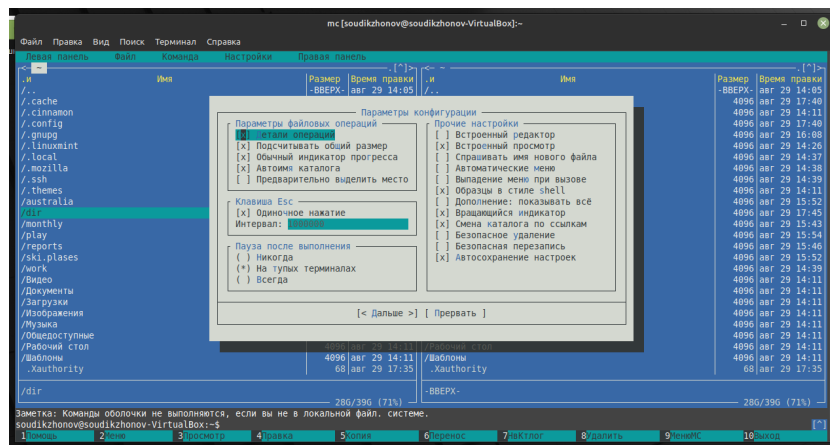 mc [soudikzhonov@soudikzhonov-VirtualBox]:~
Файл Правка Вид Поиск Терминал Справка
Левая панель Файл Команда Настройки Правая панель
<- ~ .[^]> <- ~ .[^]>
.и Имя Размер Время правки .и Имя Размер Время правки
/.. -ВВЕРХ- авг 29 14:05 /.. -ВВЕРХ- авг 29 14:05
/.cache 4096 авг 29 17:40
/.cinnamon Параметры конфигурации 4096 авг 29 14:11
/.config Параметры файловых операций Прочие настройки 4096 авг 29 17:40
/.gnupg [x] Детали операции [ ] Встроенный редактор 4096 авг 29 16:08
/.linuxmint [x] Подсчитывать общий размер [x] Встроенный просмотр 4096 авг 29 14:26
/.local [x] Обычный индикатор прогресса [ ] Спрашивать имя нового файла 4096 авг 29 14:37
/.mozilla [x] Автоимя каталога [ ] Автоматические меню 4096 авг 29 14:38
/.ssh [ ] Предварительно выделить место [ ] Выпадение меню при вызове 4096 авг 29 14:39
/.themes [x] Образцы в стиле shell 4096 авг 29 14:11
/australia Клавиша Esc [ ] Дополнение: показывать всё 4096 авг 29 15:52
/dir [x] Одиночное нажатие [x] Вращающийся индикатор 4096 авг 29 17:45
/monthly Интервал: [x] Смена каталога по ссылкам 4096 авг 29 15:43
/play [ ] Безопасное удаление 4096 авг 29 15:54
/reports Пауза после выполнения [ ] Безопасная перезапись 4096 авг 29 15:46
/ski.plases ( ) Никогда [x] Автосохранение настроек 4096 авг 29 15:52
/work (*) На тупых терминалах 4096 авг 29 14:39
/Видео ( ) Всегда 4096 авг 29 14:11
/Документы 4096 авг 29 14:11
/Загрузки 4096 авг 29 14:11
/Изображения [< Дальше >] [ Прервать ] 4096 авг 29 14:11
/Музыка 4096 авг 29 14:11
/Общедоступные 4096 авг 29 14:11
/Рабочий стол 4096 авг 29 14:11 /Рабочий стол 4096 авг 29 14:11
/Шаблоны 4096 авг 29 14:11 /Шаблоны 4096 авг 29 14:11
.Xauthority 68 авг 29 17:35 .Xauthority 68 авг 29 17:35
/dir -ВВЕРХ-
28G/39G (71%) 28G/39G (71%)
Заметка: Команды оболочки не выполняются, если вы не в локальной файл. системе.
soudikzhonov@soudikzhonov-VirtualBox:~$ [^]
1Помощь 2Меню 3Просмотр 4Правка 5Копия 6Перенос 7НвКтлог 8Удалить 9МенюМС 10Выход